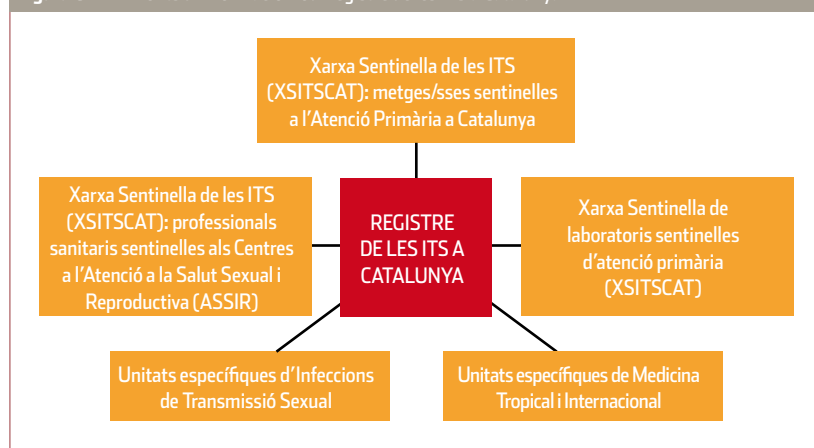 Xarxa Sentinella de les ITS
(XSITSCAT): metges/sses sentinelles
a l'Atenció Primària a Catalunya
Xarxa Sentinella de les ITS
(XSITSCAT): professionals
sanitaris sentinelles als Centres
a l'Atenció a la Salut Sexual i
Reproductiva (ASSIR)
REGISTRE
DE LES ITS A
CATALUNYA
Xarxa Sentinella de
laboratoris sentinelles
d'atenció primària
(XSITSCAT)
Unitats específiques d'Infeccions
de Transmissió Sexual
Unitats específiques de Medicina
Tropical i Internacional